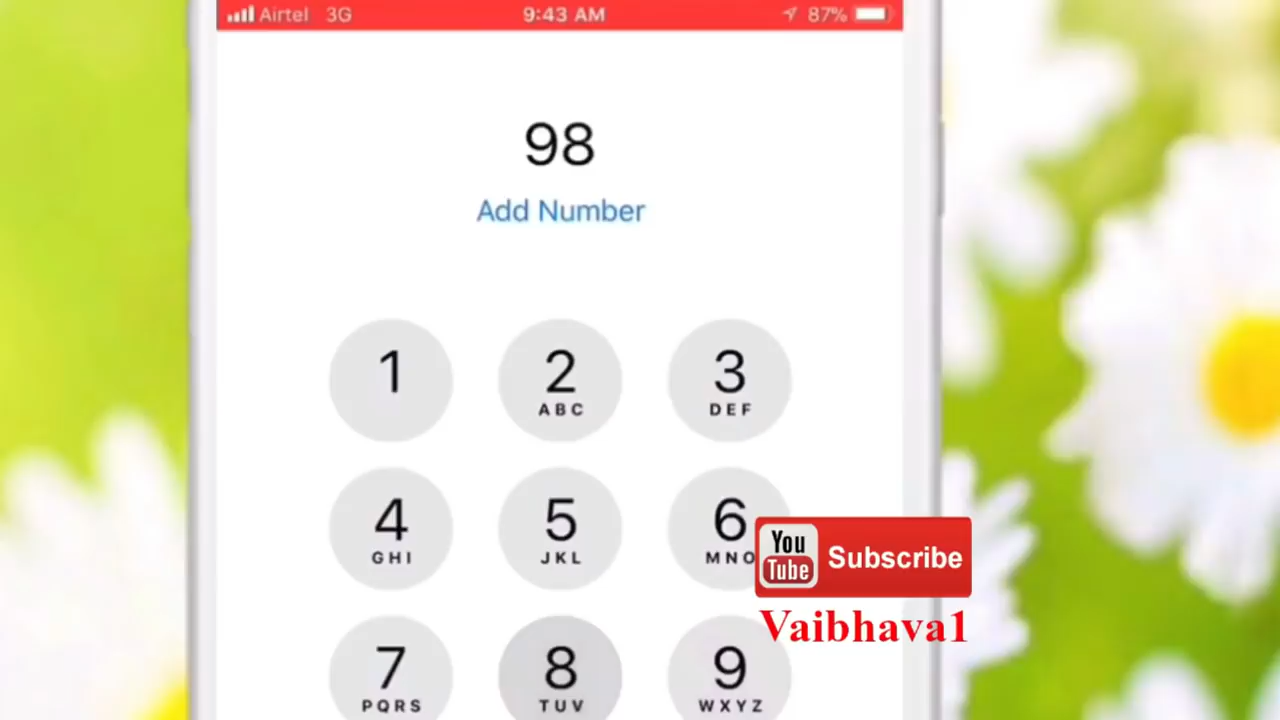 Airtel 3G 9:43 AM 87%
98
Add Number
1 2 3
ABC DEF
4 5 6
GHI JKL MNO
You Tube Subscribe
Vaibhava1
7 8 9
PQRS TUV WXYZ